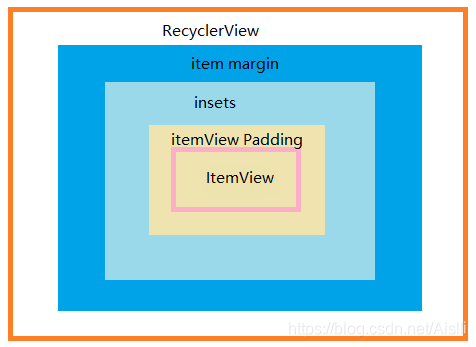 RecyclerView
item margin
insets
itemView Padding
ItemView
https://blog.csdn.net/Aislli